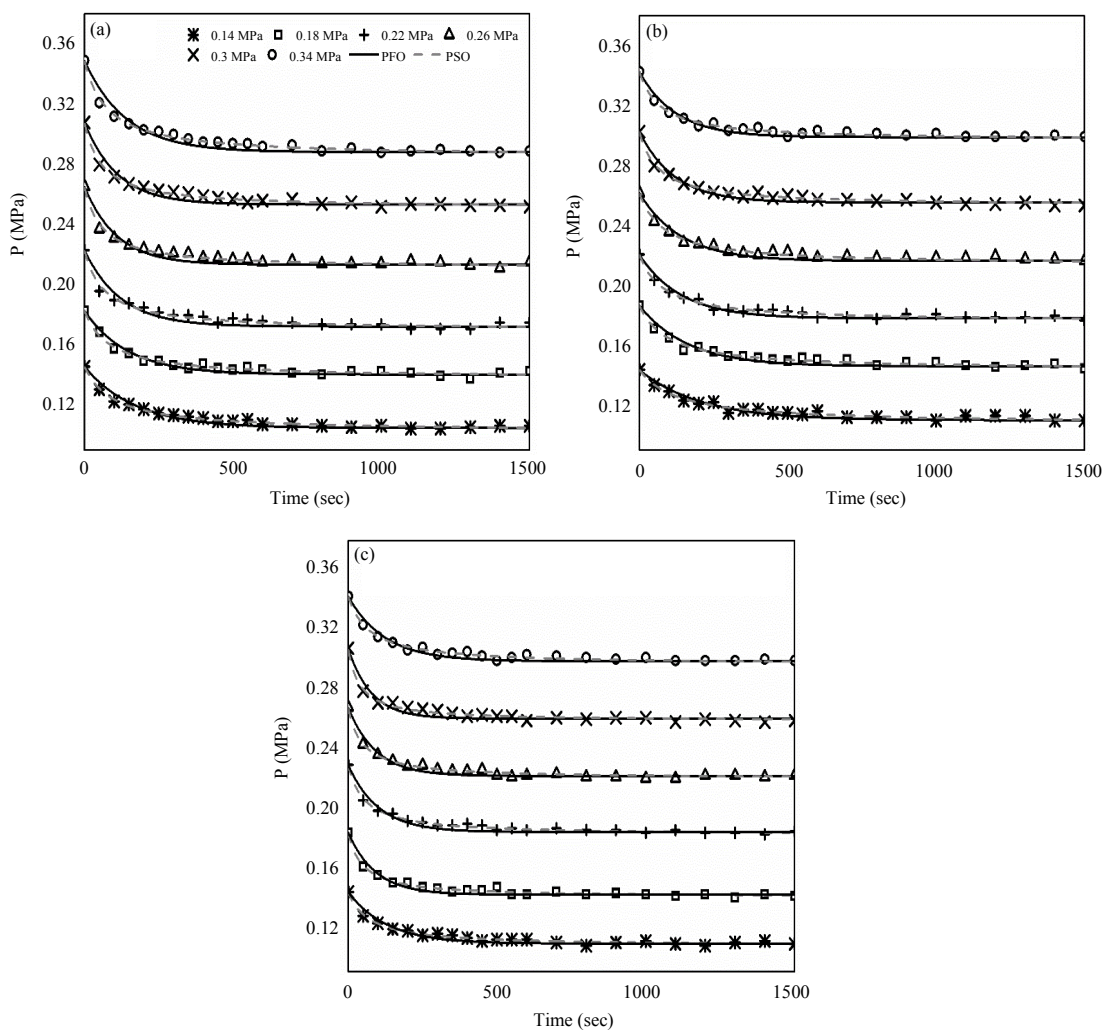 (a)
0.14 MPa 0.18 MPa 0.22 MPa 0.26 MPa
0.3 MPa 0.34 MPa PFO PSO
0.36
0.32
0.28
0.24
0.20
0.16
0.12
P (MPa)
0 500 1000 1500
Time (sec)
(b)
0.36
0.32
0.28
0.24
0.20
0.16
0.12
P (MPa)
0 500 1000 1500
Time (sec)
(c)
0.36
0.32
0.28
0.24
0.20
0.16
0.12
P (MPa)
0 500 1000 1500
Time (sec)